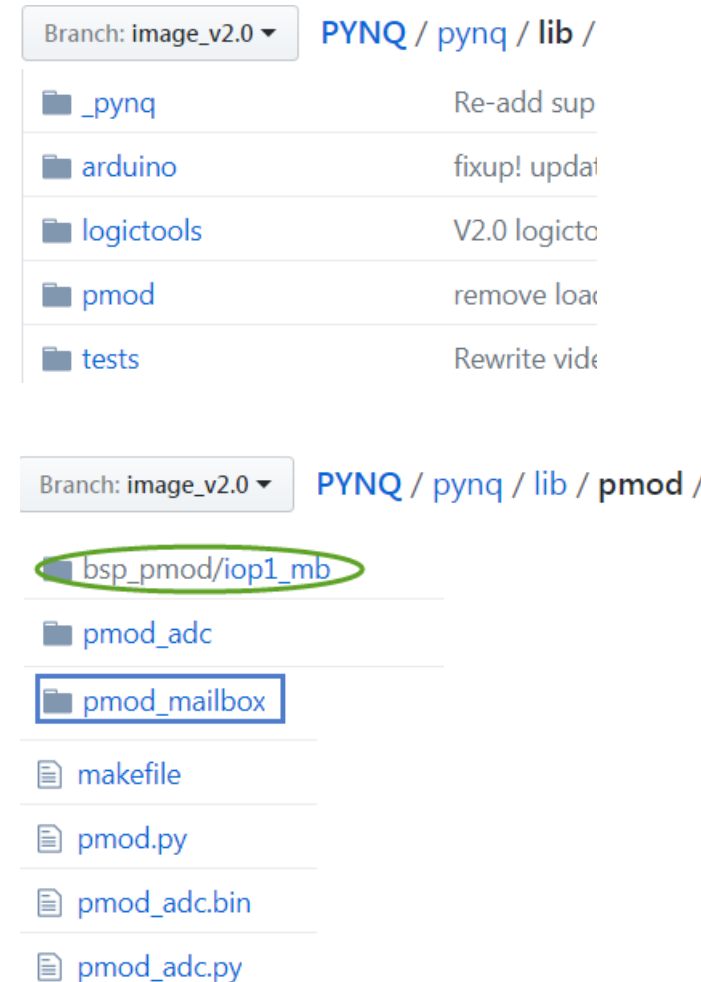 Branch: image_v2.0 PYNQ / pynq / lib /
_pynq Re-add sup
arduino fixup! updat
logictools V2.0 logicto
pmod remove load
tests Rewrite vide
Branch: image_v2.0 PYNQ / pynq / lib / pmod /
bsp_pmod/iop1_mb
pmod_adc
pmod_mailbox
makefile
pmod.py
pmod_adc.bin
pmod_adc.py